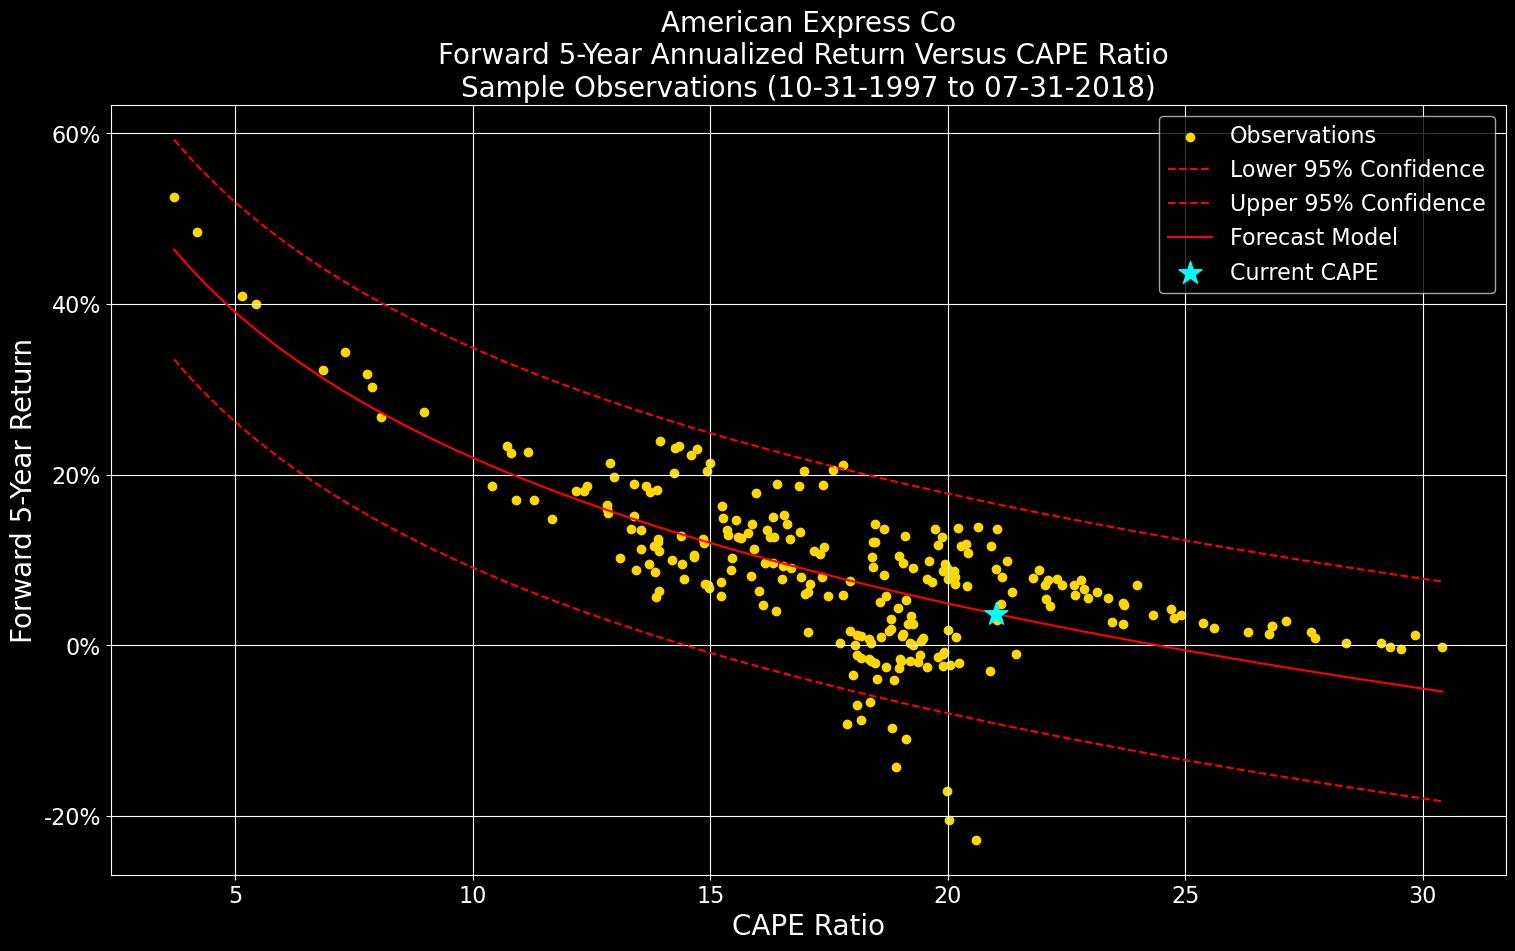 American Express Co
Forward 5-Year Annualized Return Versus CAPE Ratio
Sample Observations (10-31-1997 to 07-31-2018)
Observations
Lower 95% Confidence
Upper 95% Confidence
Forecast Model
Current CAPE
Forward 5-Year Return
60%
40%
20%
0%
-20%
5 10 15 20 25 30
CAPE Ratio